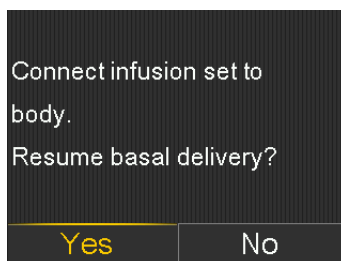 Connect infusion set to
body.
Resume basal delivery?
Yes No